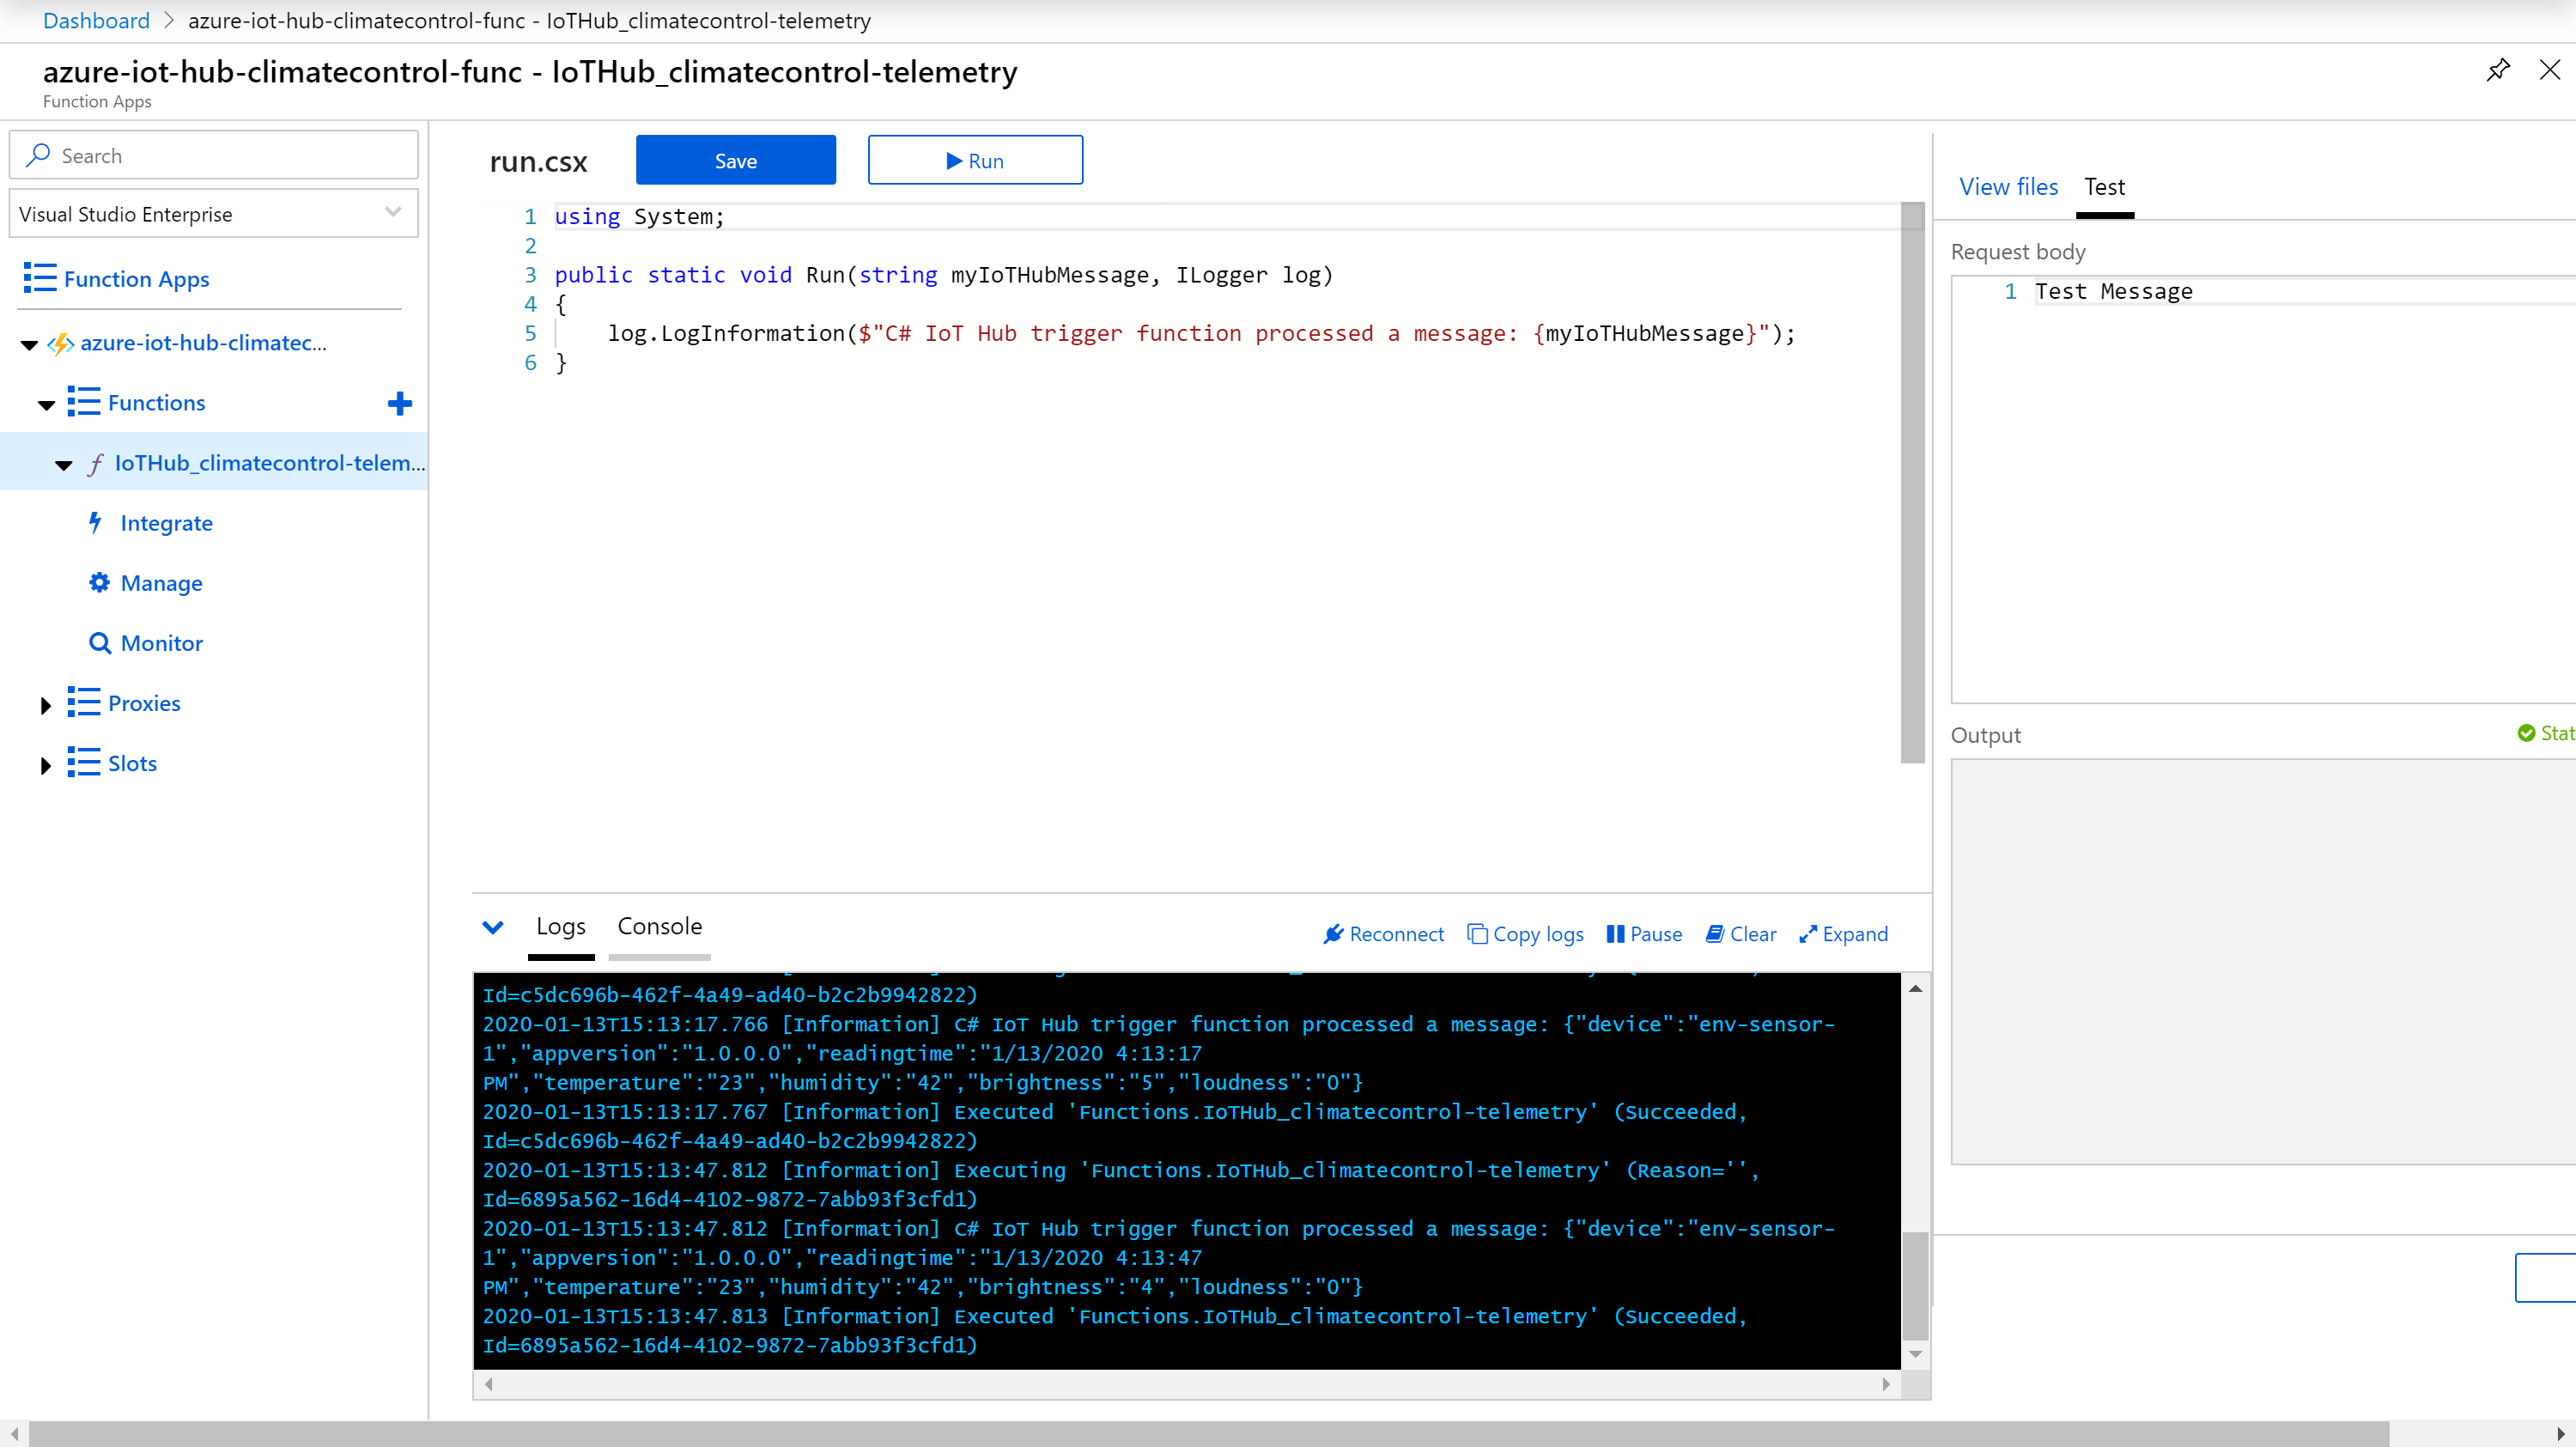 Dashboard > azure-iot-hub-climatecontrol-func - IoTHub_climatecontrol-telemetry
azure-iot-hub-climatecontrol-func - IoTHub_climatecontrol-telemetry
Function Apps
Search
Visual Studio Enterprise
Function Apps
azure-iot-hub-climatec...
Functions
IoTHub_climatecontrol-telem...
Integrate
Manage
Monitor
Proxies
Slots
run.csx
Save
Run
1 using System;
2
3 public static void Run(string myIoTHubMessage, ILogger log)
4 {
5     log.LogInformation($"C# IoT Hub trigger function processed a message: {myIoTHubMessage}");
6 }
View files
Test
Request body
1 Test Message
Output
Stat
Logs
Console
Reconnect
Copy logs
Pause
Clear
Expand
Id=c5dc696b-462f-4a49-ad40-b2c2b9942822)
2020-01-13T15:13:17.766 [Information] C# IoT Hub trigger function processed a message: {"device":"env-sensor-
1","appversion":"1.0.0.0","readingtime":"1/13/2020 4:13:17
PM","temperature":"23","humidity":"42","brightness":"5","loudness":"0"}
2020-01-13T15:13:17.767 [Information] Executed 'Functions.IoTHub_climatecontrol-telemetry' (Succeeded,
Id=c5dc696b-462f-4a49-ad40-b2c2b9942822)
2020-01-13T15:13:47.812 [Information] Executing 'Functions.IoTHub_climatecontrol-telemetry' (Reason='',
Id=6895a562-16d4-4102-9872-7abb93f3cfd1)
2020-01-13T15:13:47.812 [Information] C# IoT Hub trigger function processed a message: {"device":"env-sensor-
1","appversion":"1.0.0.0","readingtime":"1/13/2020 4:13:47
PM","temperature":"23","humidity":"42","brightness":"4","loudness":"0"}
2020-01-13T15:13:47.813 [Information] Executed 'Functions.IoTHub_climatecontrol-telemetry' (Succeeded,
Id=6895a562-16d4-4102-9872-7abb93f3cfd1)